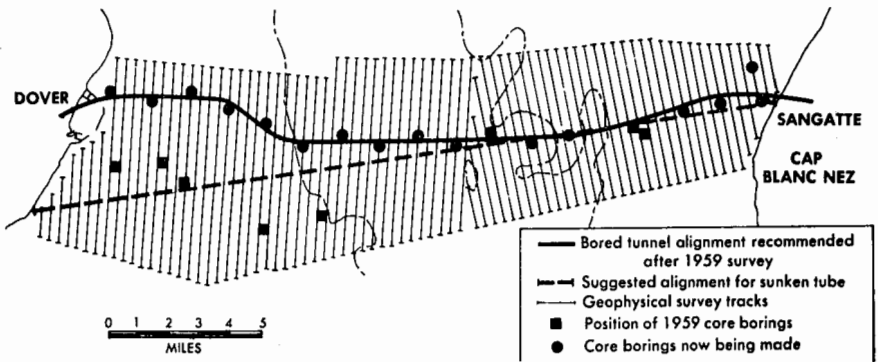 DOVER
SANGATTE
CAP
BLANC NEZ
0 1 2 3 4 5
MILES
Bored tunnel alignment recommended
after 1959 survey
Suggested alignment for sunken tube
Geophysical survey tracks
Position of 1959 core borings
Core borings now being made